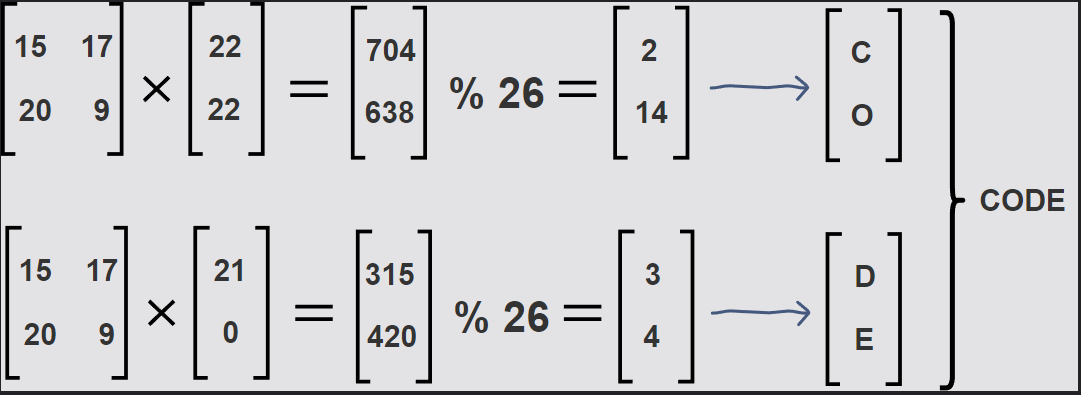 15 17 22 704 2 C
× = % 26 = 
20 9 22 638 14 O
CODE
15 17 21 315 3 D
× = % 26 =
20 9 0 420 4 E